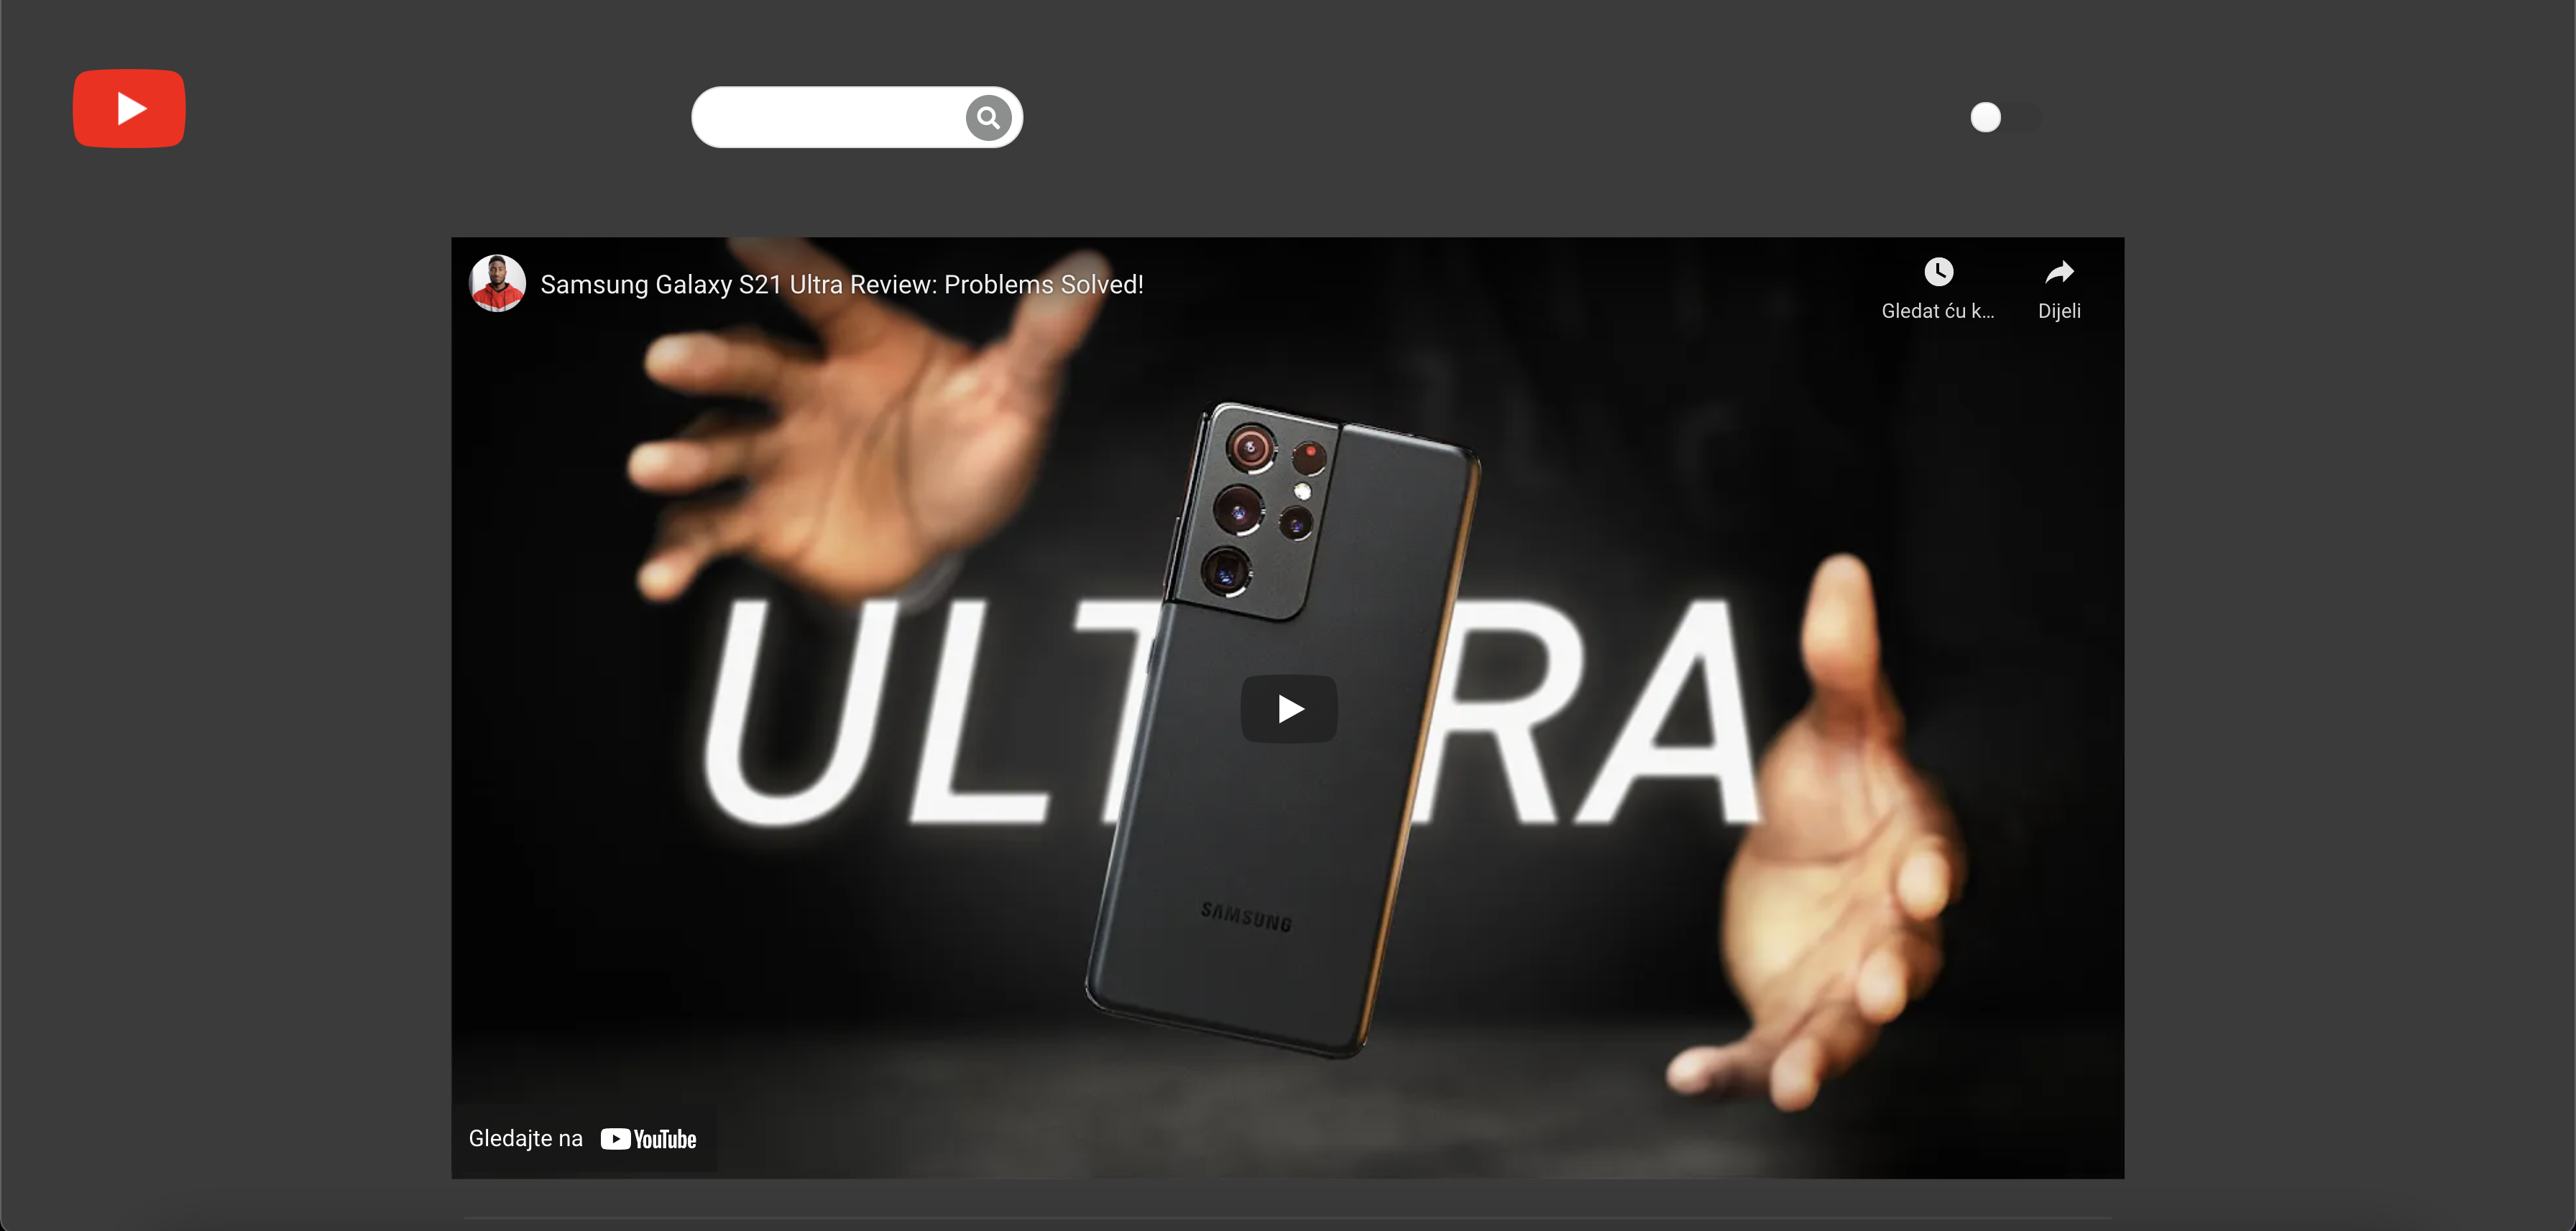 Samsung Galaxy S21 Ultra Review: Problems Solved!
Gledat ću k...
Dijeli
ULTRA
SAMSUNG
Gledajte na YouTube